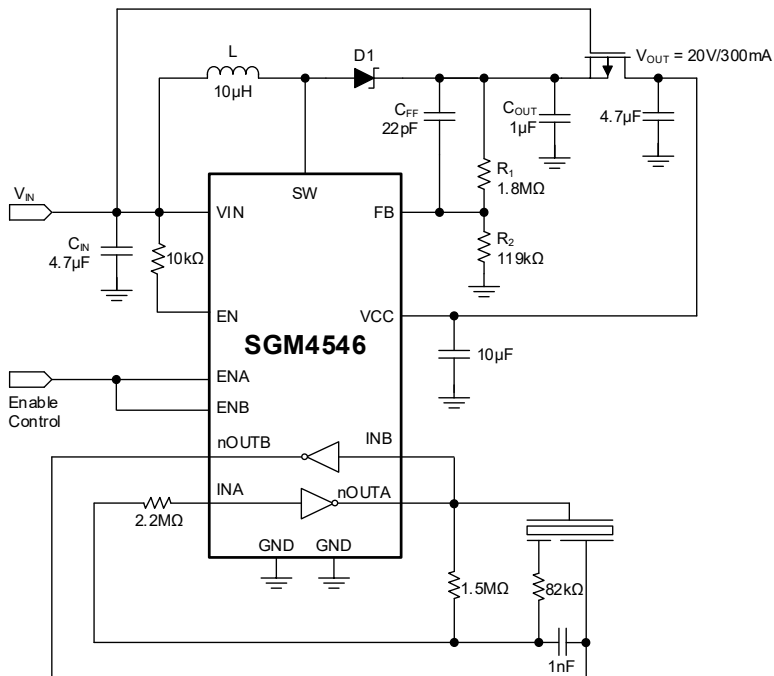 L
10µH
D1
V_OUT = 20V/300mA
C_FF
22pF
C_OUT
1µF
4.7µF
R_1
1.8MΩ
SW
V_IN
VIN
FB
C_IN
4.7µF
10kΩ
R_2
119kΩ
EN
VCC
SGM4546
10µF
Enable
Control
ENA
ENB
nOUTB
INB
INA
nOUTA
2.2MΩ
GND
GND
1.5MΩ
82kΩ
1nF